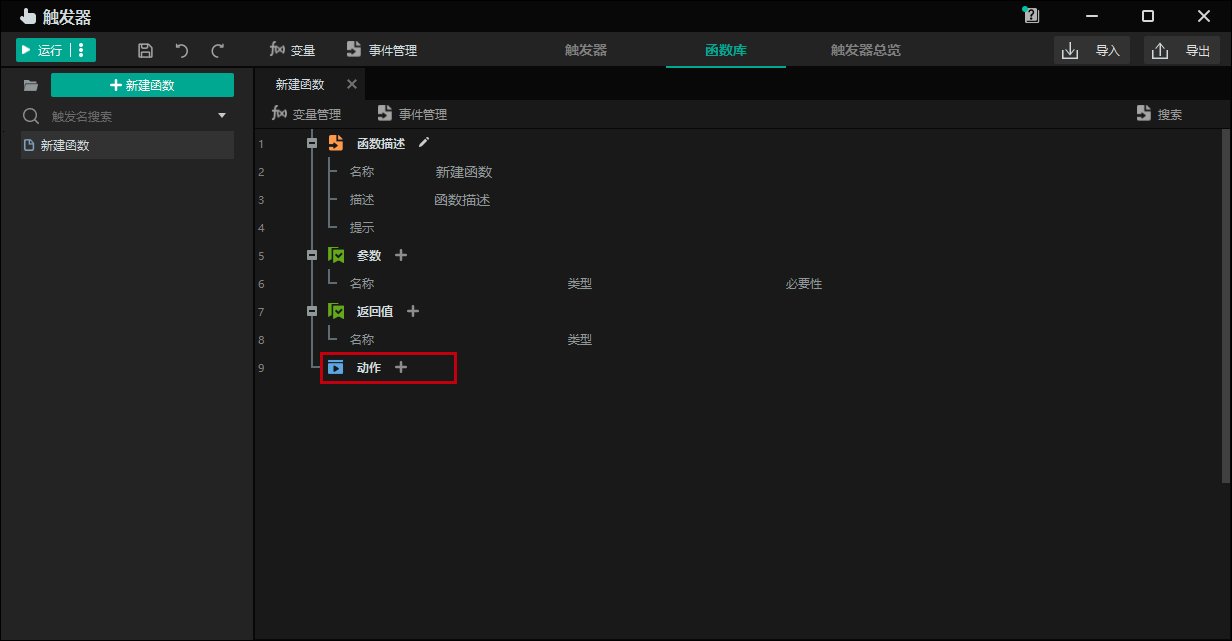 触发器
运行 变量 事件管理 触发器 函数库 触发器总览 导入 导出
新建函数 新建函数
变量管理 事件管理 搜索
触发名搜索
新建函数
1 函数描述
2 名称 新建函数
3 描述 函数描述
4 提示
5 参数
6 名称 类型 必要性
7 返回值
8 名称 类型
9 动作